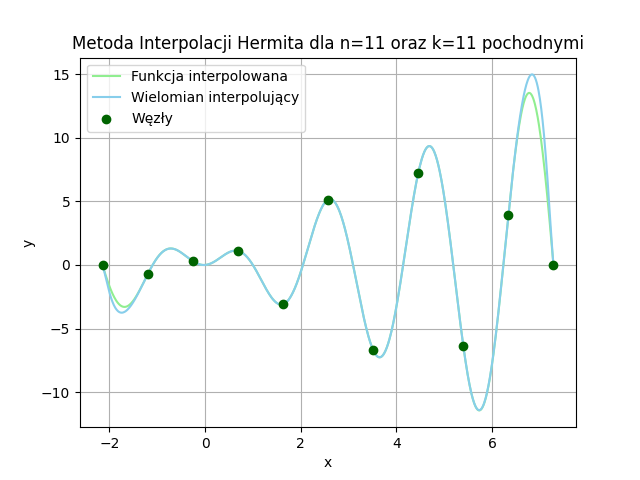 Metoda Interpolacji Hermita dla n=11 oraz k=11 pochodnymi
Funkcja interpolowana
Wielomian interpolujący
Węzły
15
10
5
0
−5
−10
y
−2
0
2
4
6
x